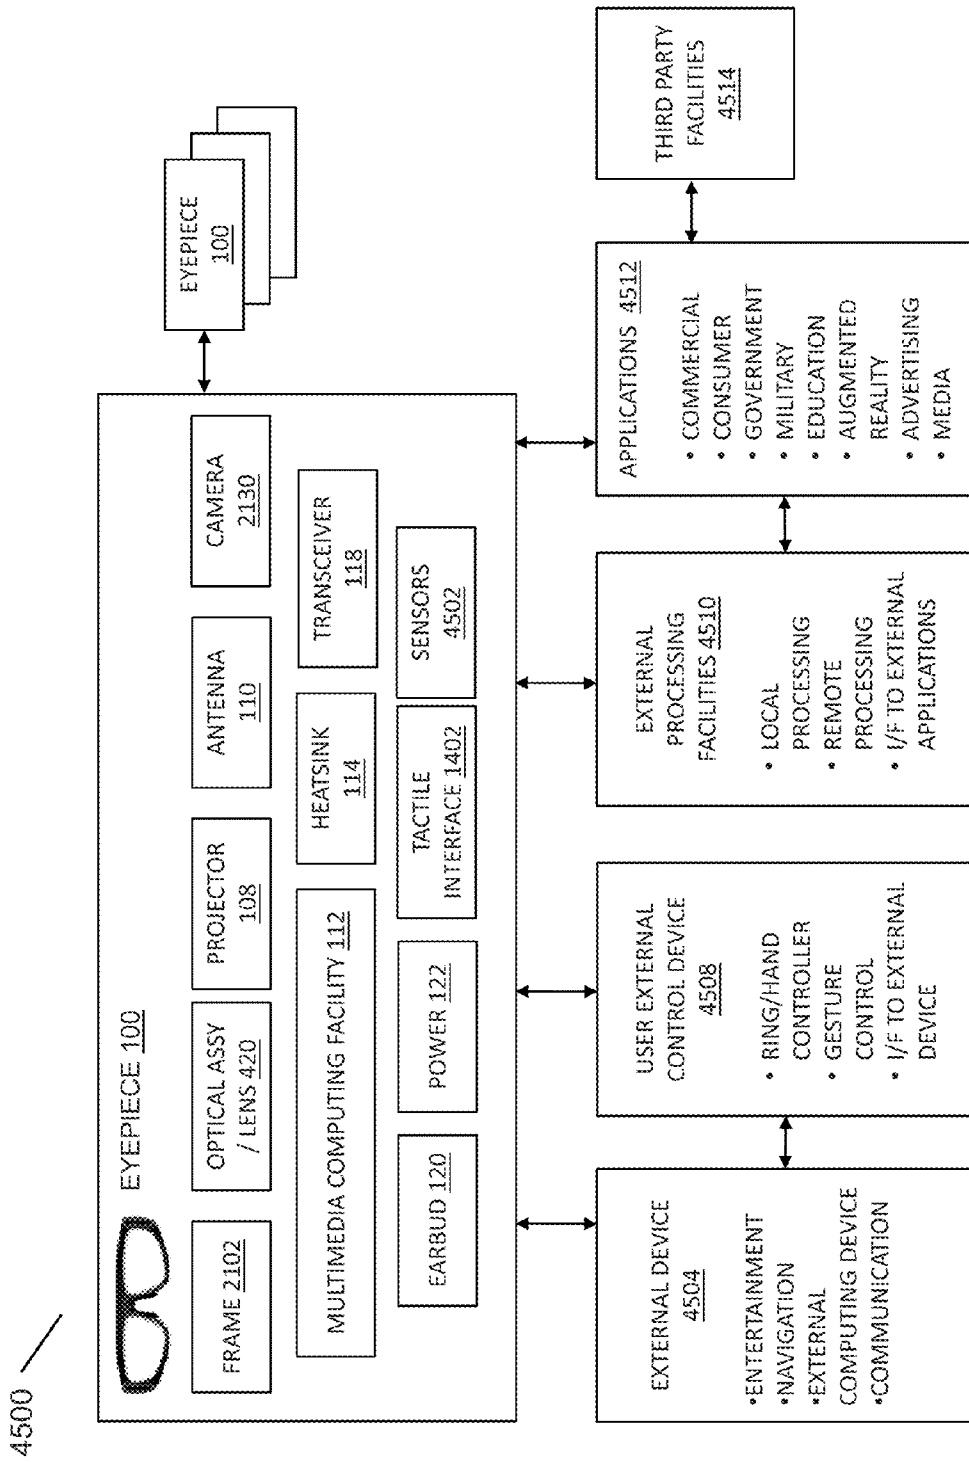 4500
EYEPIECE 100
FRAME 2102
OPTICAL ASSY
/ LENS 420
PROJECTOR
108
ANTENNA
110
CAMERA
2130
MULTIMEDIA COMPUTING FACILITY 112
HEATSINK
114
TRANSCEIVER
118
EARBUD 120
POWER 122
TACTILE
INTERFACE 1402
SENSORS
4502
EYEPIECE
100
EXTERNAL DEVICE
4504
•ENTERTAINMENT
•NAVIGATION
•EXTERNAL
COMPUTING DEVICE
•COMMUNICATION
USER EXTERNAL
CONTROL DEVICE
4508
• RING/HAND
CONTROLLER
• GESTURE
CONTROL
• I/F TO EXTERNAL
DEVICE
EXTERNAL
PROCESSING
FACILITIES 4510
• LOCAL
PROCESSING
• REMOTE
PROCESSING
• I/F TO EXTERNAL
APPLICATIONS
APPLICATIONS 4512
• COMMERCIAL
• CONSUMER
• GOVERNMENT
• MILITARY
• EDUCATION
• AUGMENTED
REALITY
• ADVERTISING
• MEDIA
THIRD PARTY
FACILITIES
4514